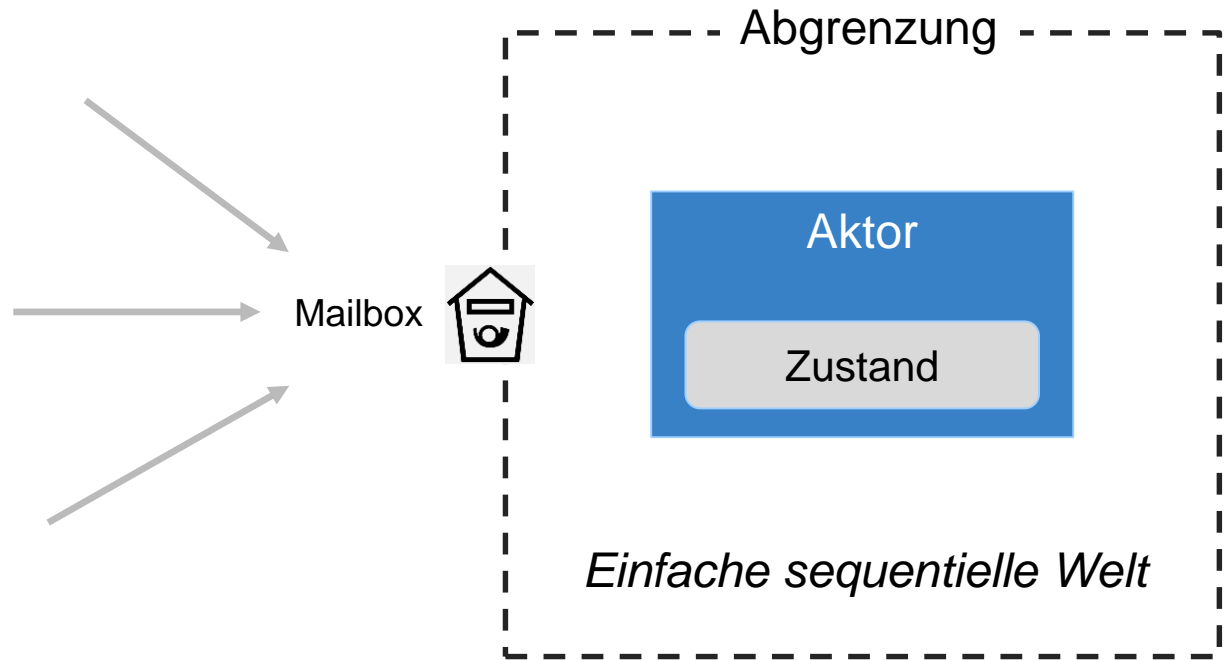 Abgrenzung
Aktor
Mailbox
Zustand
Einfache sequentielle Welt